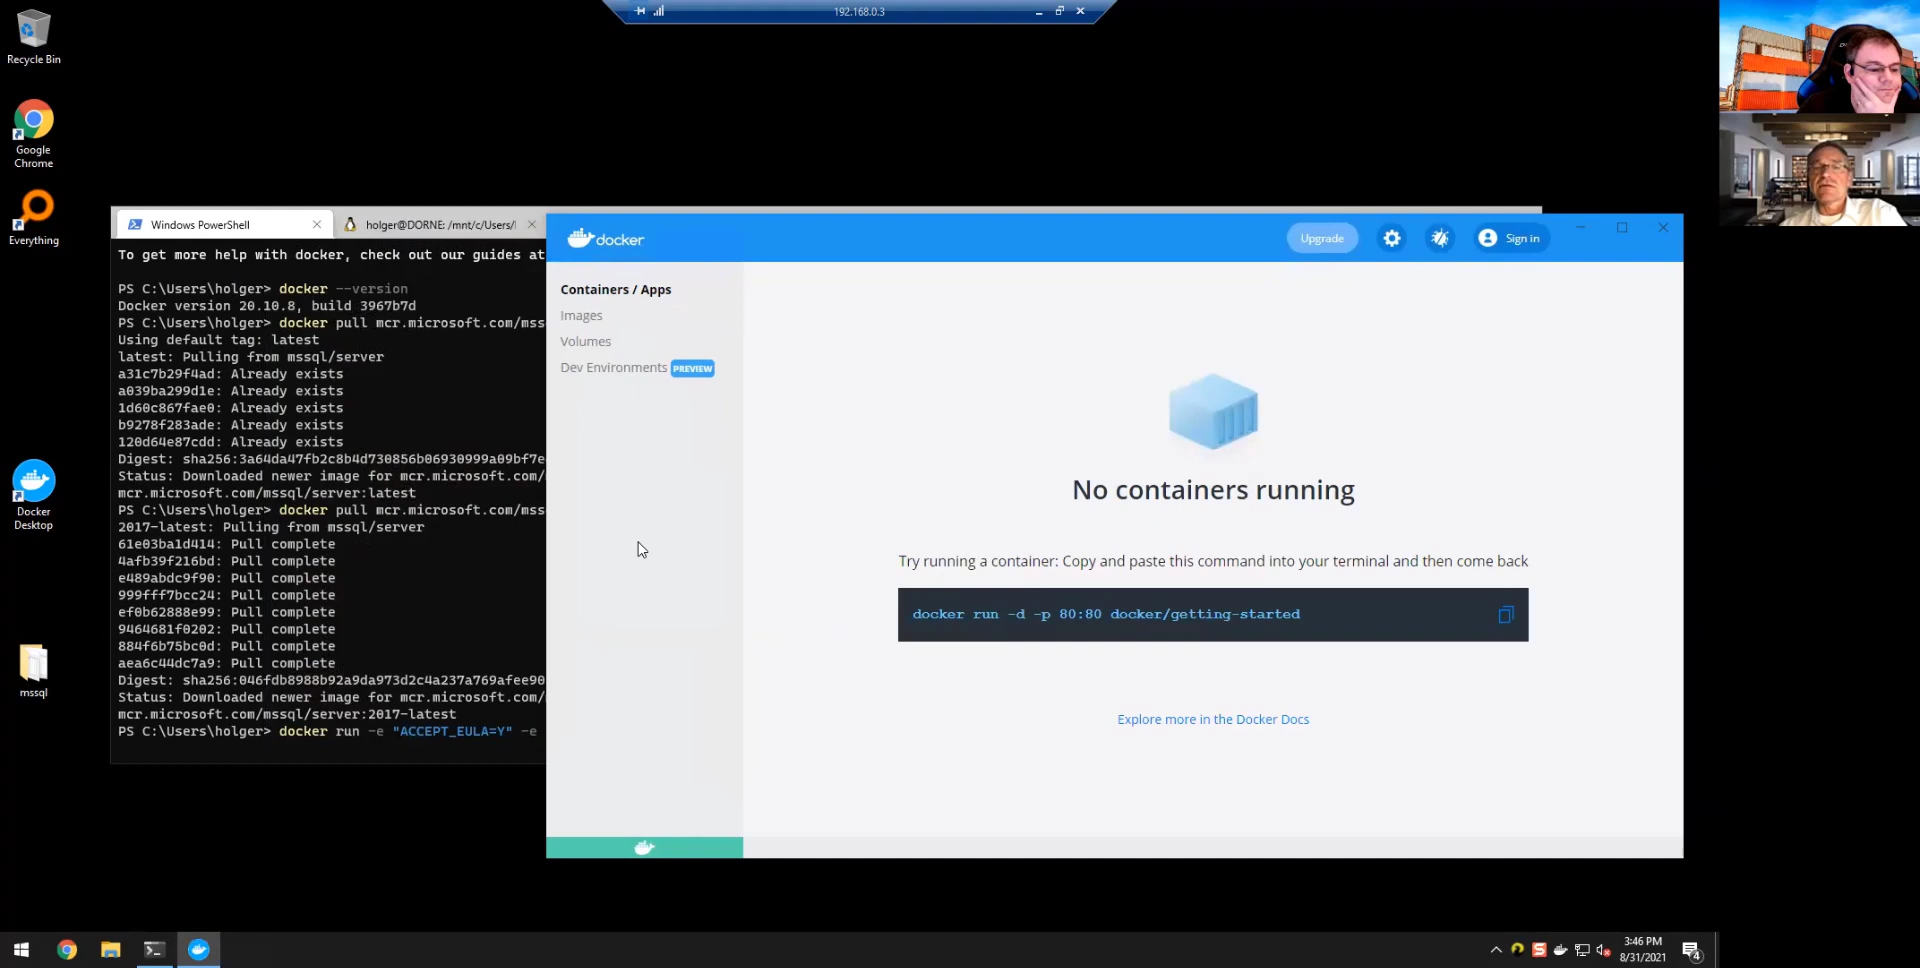 192.168.0.3
Recycle Bin
Google
Chrome
Everything
Docker
Desktop
mssql
Windows PowerShell
holger@DORNE: /mnt/c/Users/
To get more help with docker, check out our guides at
PS C:\Users\holger> docker --version
Docker version 20.10.8, build 3967b7d
PS C:\Users\holger> docker pull mcr.microsoft.com/mss
Using default tag: latest
latest: Pulling from mssql/server
a31c7b29f4ad: Already exists
a039ba299d1e: Already exists
1d60c867fae0: Already exists
b9278f283ade: Already exists
120d64e87cdd: Already exists
Digest: sha256:3a64da47fb2c8b4d730856b06930999a09bf7e
Status: Downloaded newer image for mcr.microsoft.com/
mcr.microsoft.com/mssql/server:latest
PS C:\Users\holger> docker pull mcr.microsoft.com/mss
2017-latest: Pulling from mssql/server
61e03ba1d414: Pull complete
4afb39f216bd: Pull complete
e489abdc9f90: Pull complete
999fff7bcc24: Pull complete
ef0b62888e99: Pull complete
9464681f0202: Pull complete
884f6b75bc0d: Pull complete
aea6c44dc7a9: Pull complete
Digest: sha256:046fdb8988b92a9da973d2c4a237a769afee90
Status: Downloaded newer image for mcr.microsoft.com/
mcr.microsoft.com/mssql/server:2017-latest
PS C:\Users\holger> docker run -e "ACCEPT_EULA=Y" -e
docker
Upgrade
Sign in
Containers / Apps
Images
Volumes
Dev Environments PREVIEW
No containers running
Try running a container: Copy and paste this command into your terminal and then come back
docker run -d -p 80:80 docker/getting-started
Explore more in the Docker Docs
3:46 PM
8/31/2021
4